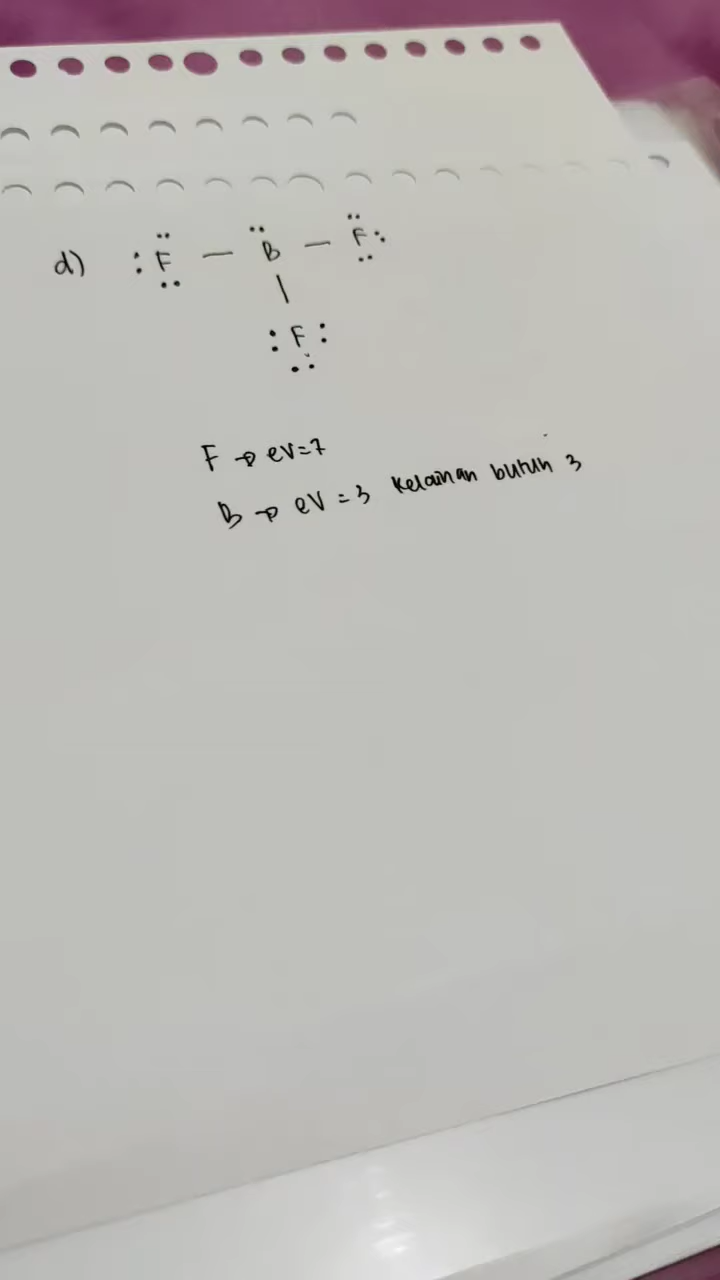 d) :F̤̈ — B̈ — F̤̈:
|
:F̤:
F → eV=7
B → eV = 3 Kelainan butuh 3